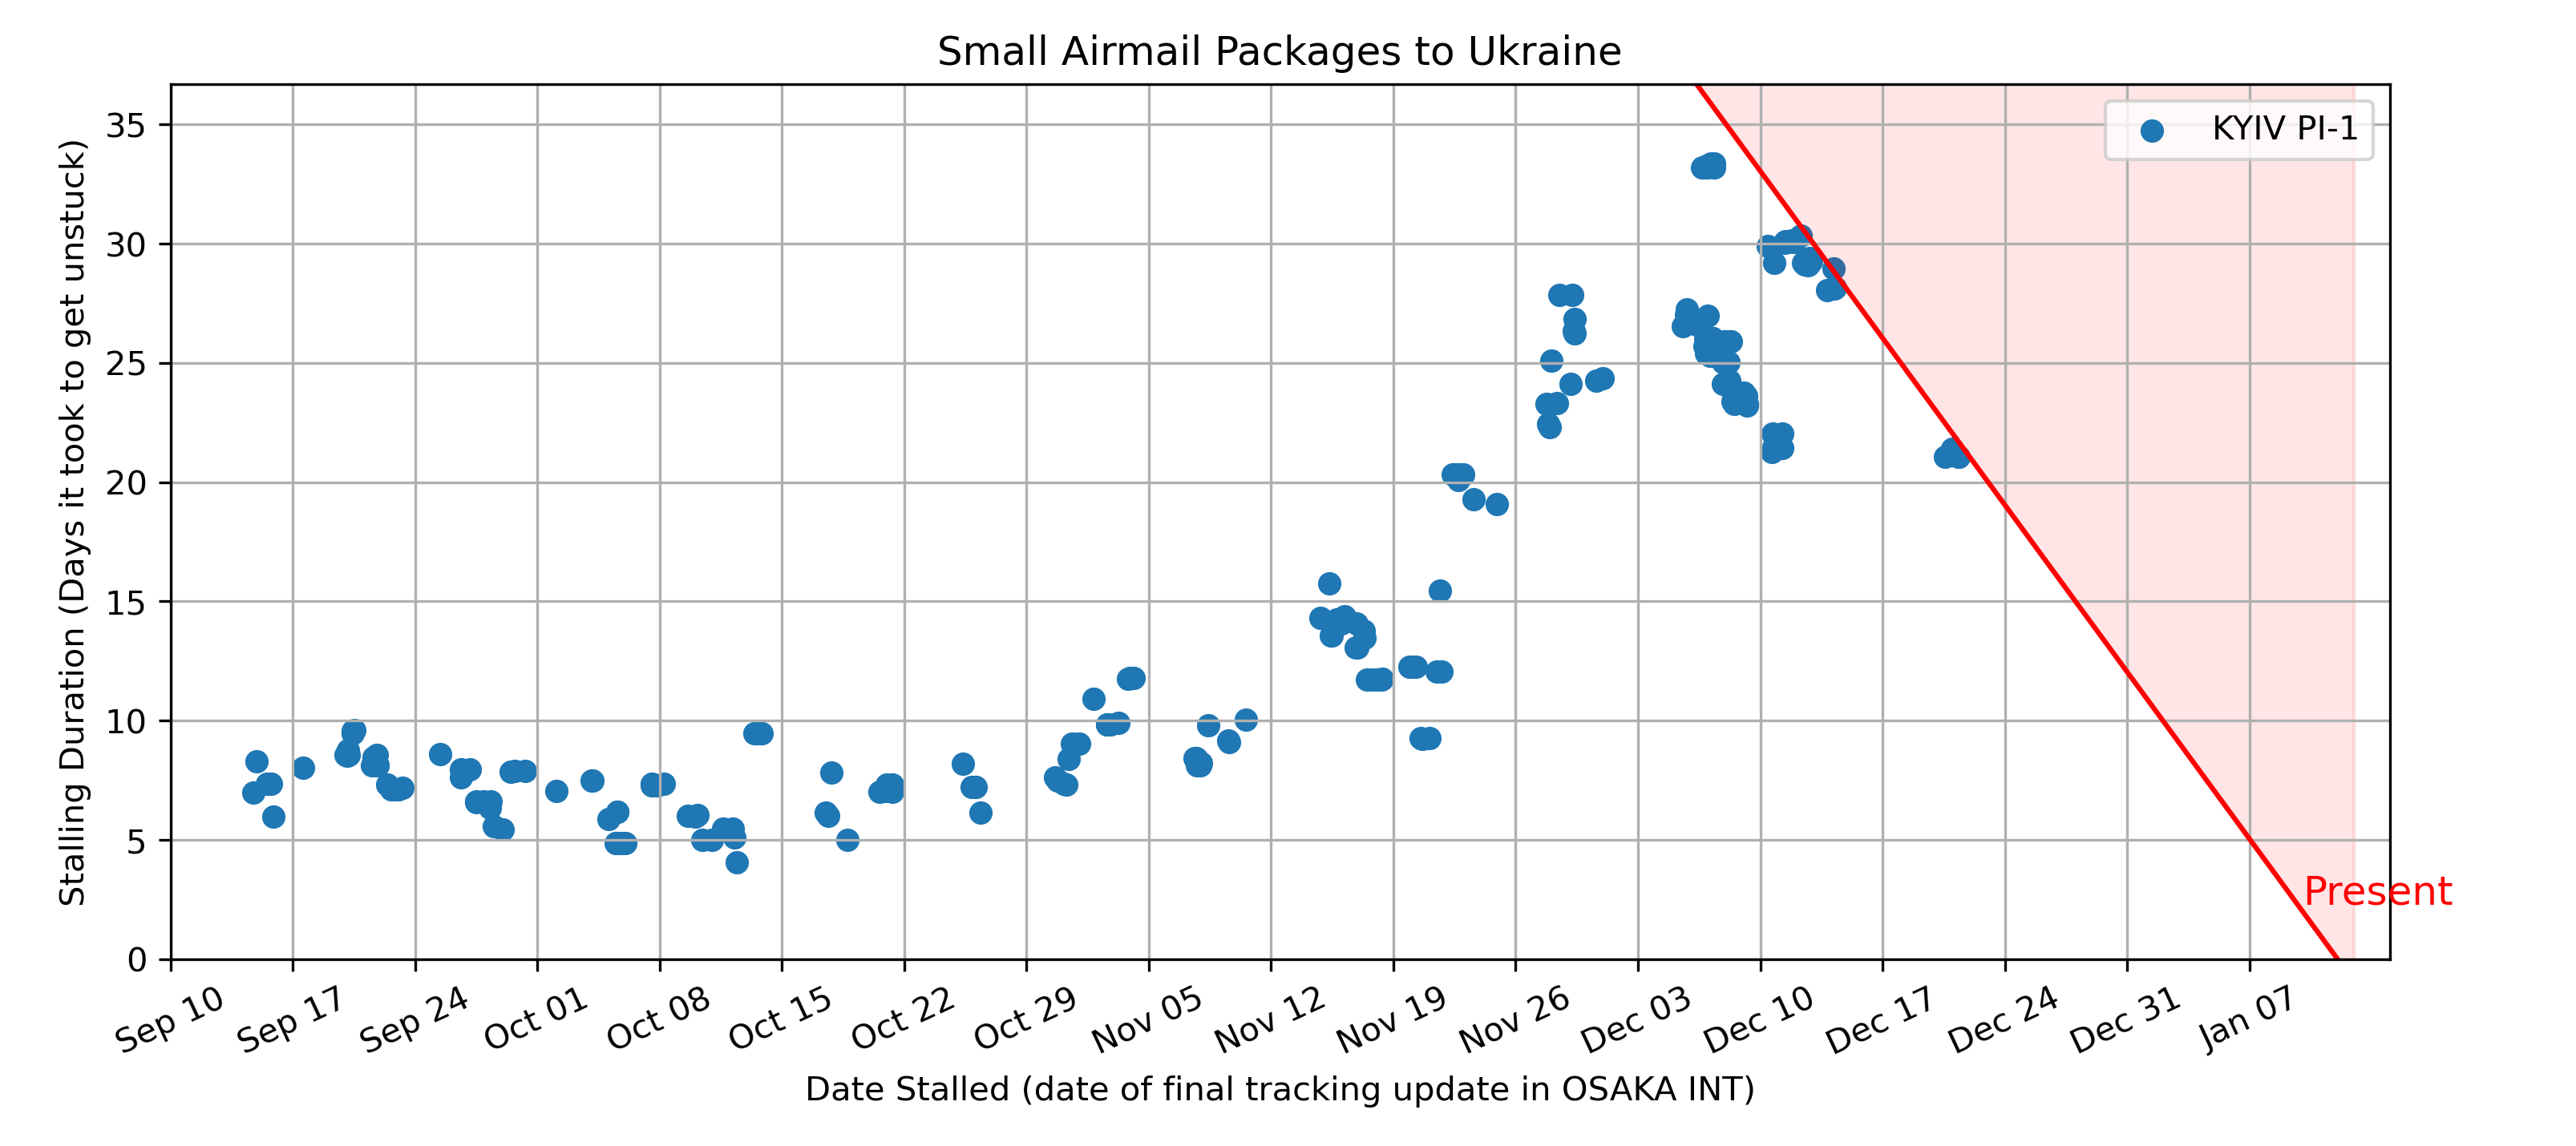 Small Airmail Packages to Ukraine
Stalling Duration (Days it took to get unstuck)
35
30
25
20
15
10
5
0
KYIV PI-1
Present
Sep 10
Sep 17
Sep 24
Oct 01
Oct 08
Oct 15
Oct 22
Oct 29
Nov 05
Nov 12
Nov 19
Nov 26
Dec 03
Dec 10
Dec 17
Dec 24
Dec 31
Jan 07
Date Stalled (date of final tracking update in OSAKA INT)